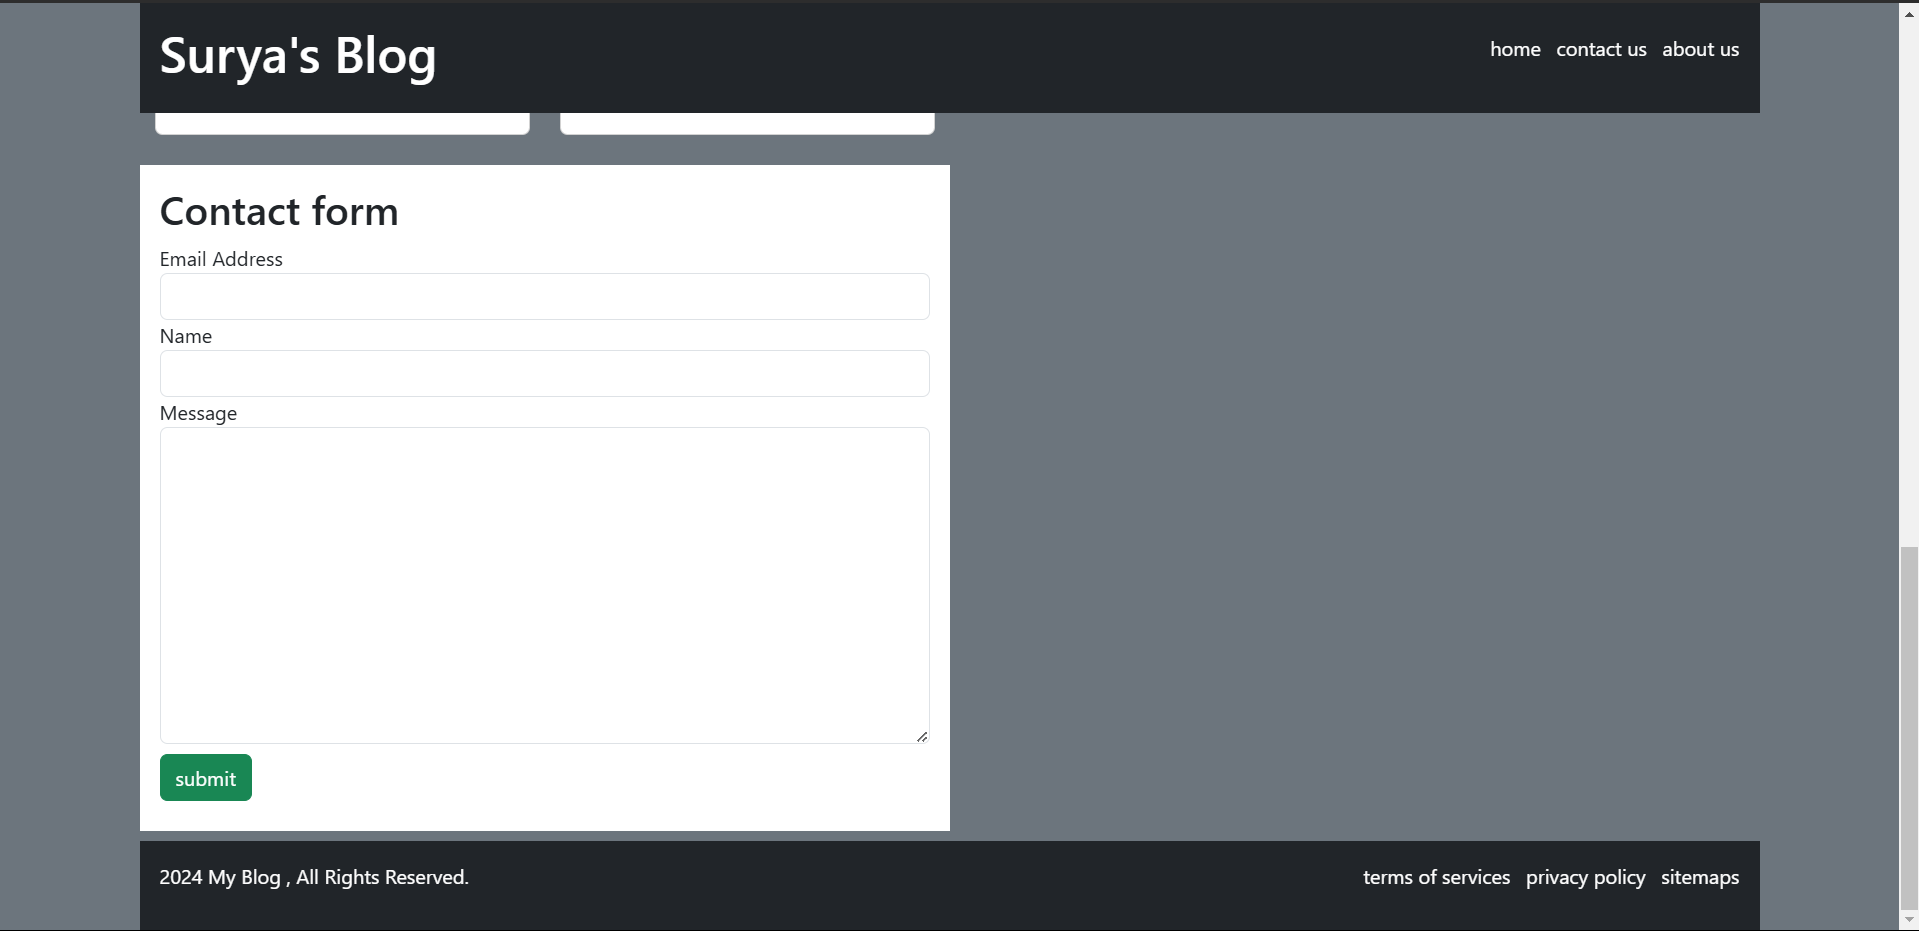 Surya's Blog
home contact us about us
Contact form
Email Address
Name
Message
submit
2024 My Blog , All Rights Reserved.
terms of services privacy policy sitemaps